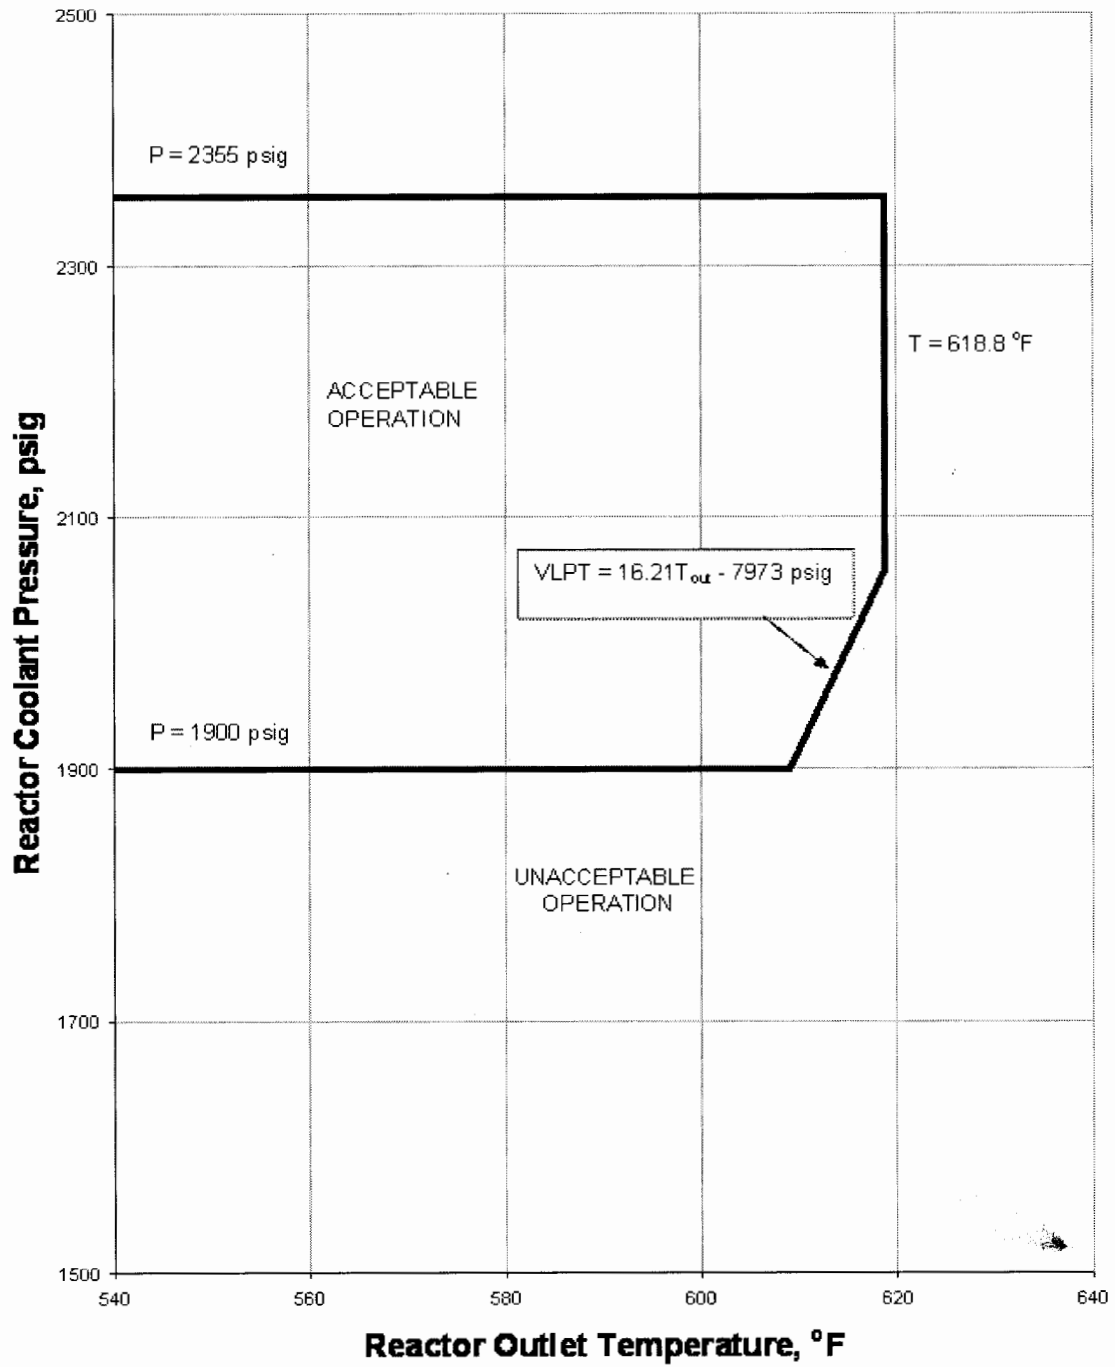 2500
P = 2355 psig
2300
T = 618.8 °F
ACCEPTABLE
OPERATION
2100
VLPT = 16.21Tout - 7973 psig
P = 1900 psig
1900
UNACCEPTABLE
OPERATION
1700
1500
540 560 580 600 620 640
Reactor Coolant Pressure, psig
Reactor Outlet Temperature, °F